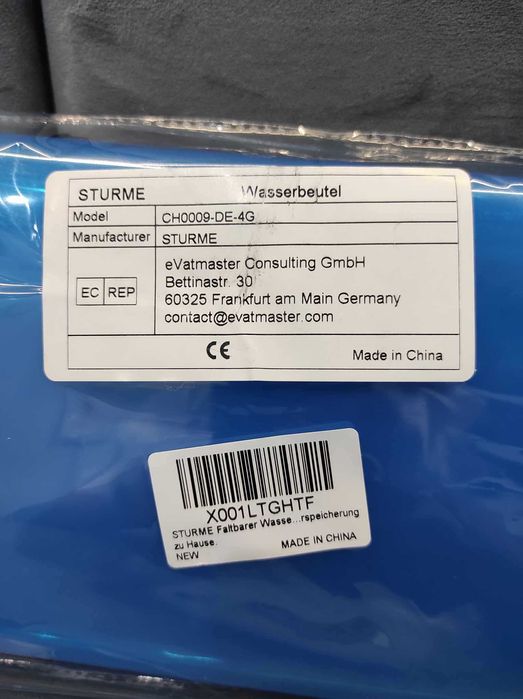 STURME Wasserbeutel
Model CH0009-DE-4G
Manufacturer STURME
EC REP
eVatmaster Consulting GmbH
Bettinastr. 30
60325 Frankfurt am Main Germany
contact@evatmaster.com
CE Made in China
X001LTGHTF
STURME Faltbarer Wasse...rspeicherung
zu Hause.
NEW MADE IN CHINA